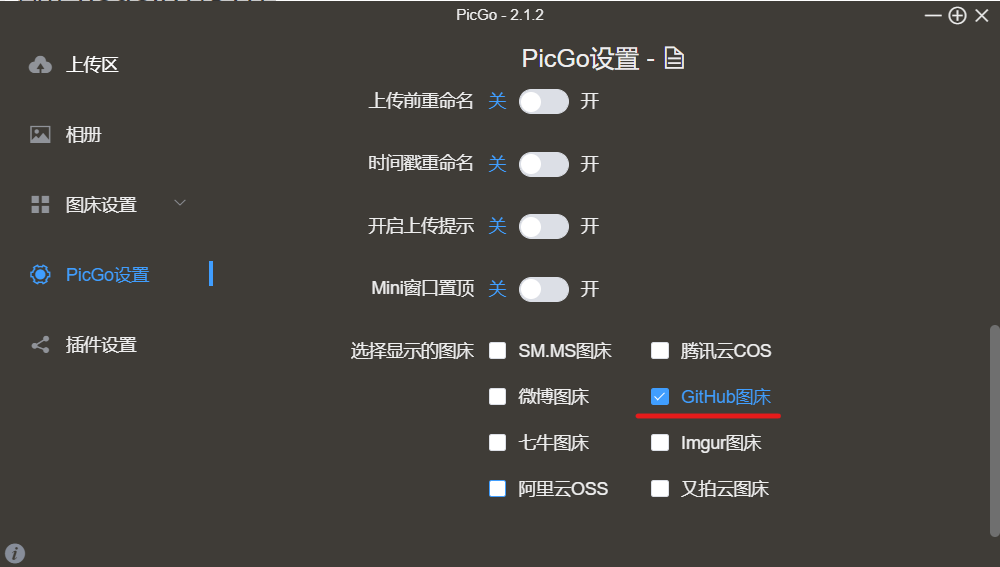 PicGo - 2.1.2
PicGo设置 -
上传区
相册
图床设置
PicGo设置
插件设置
上传前重命名 关 开
时间戳重命名 关 开
开启上传提示 关 开
Mini窗口置顶 关 开
选择显示的图床 SM.MS图床 腾讯云COS
微博图床 GitHub图床
七牛图床 Imgur图床
阿里云OSS 又拍云图床